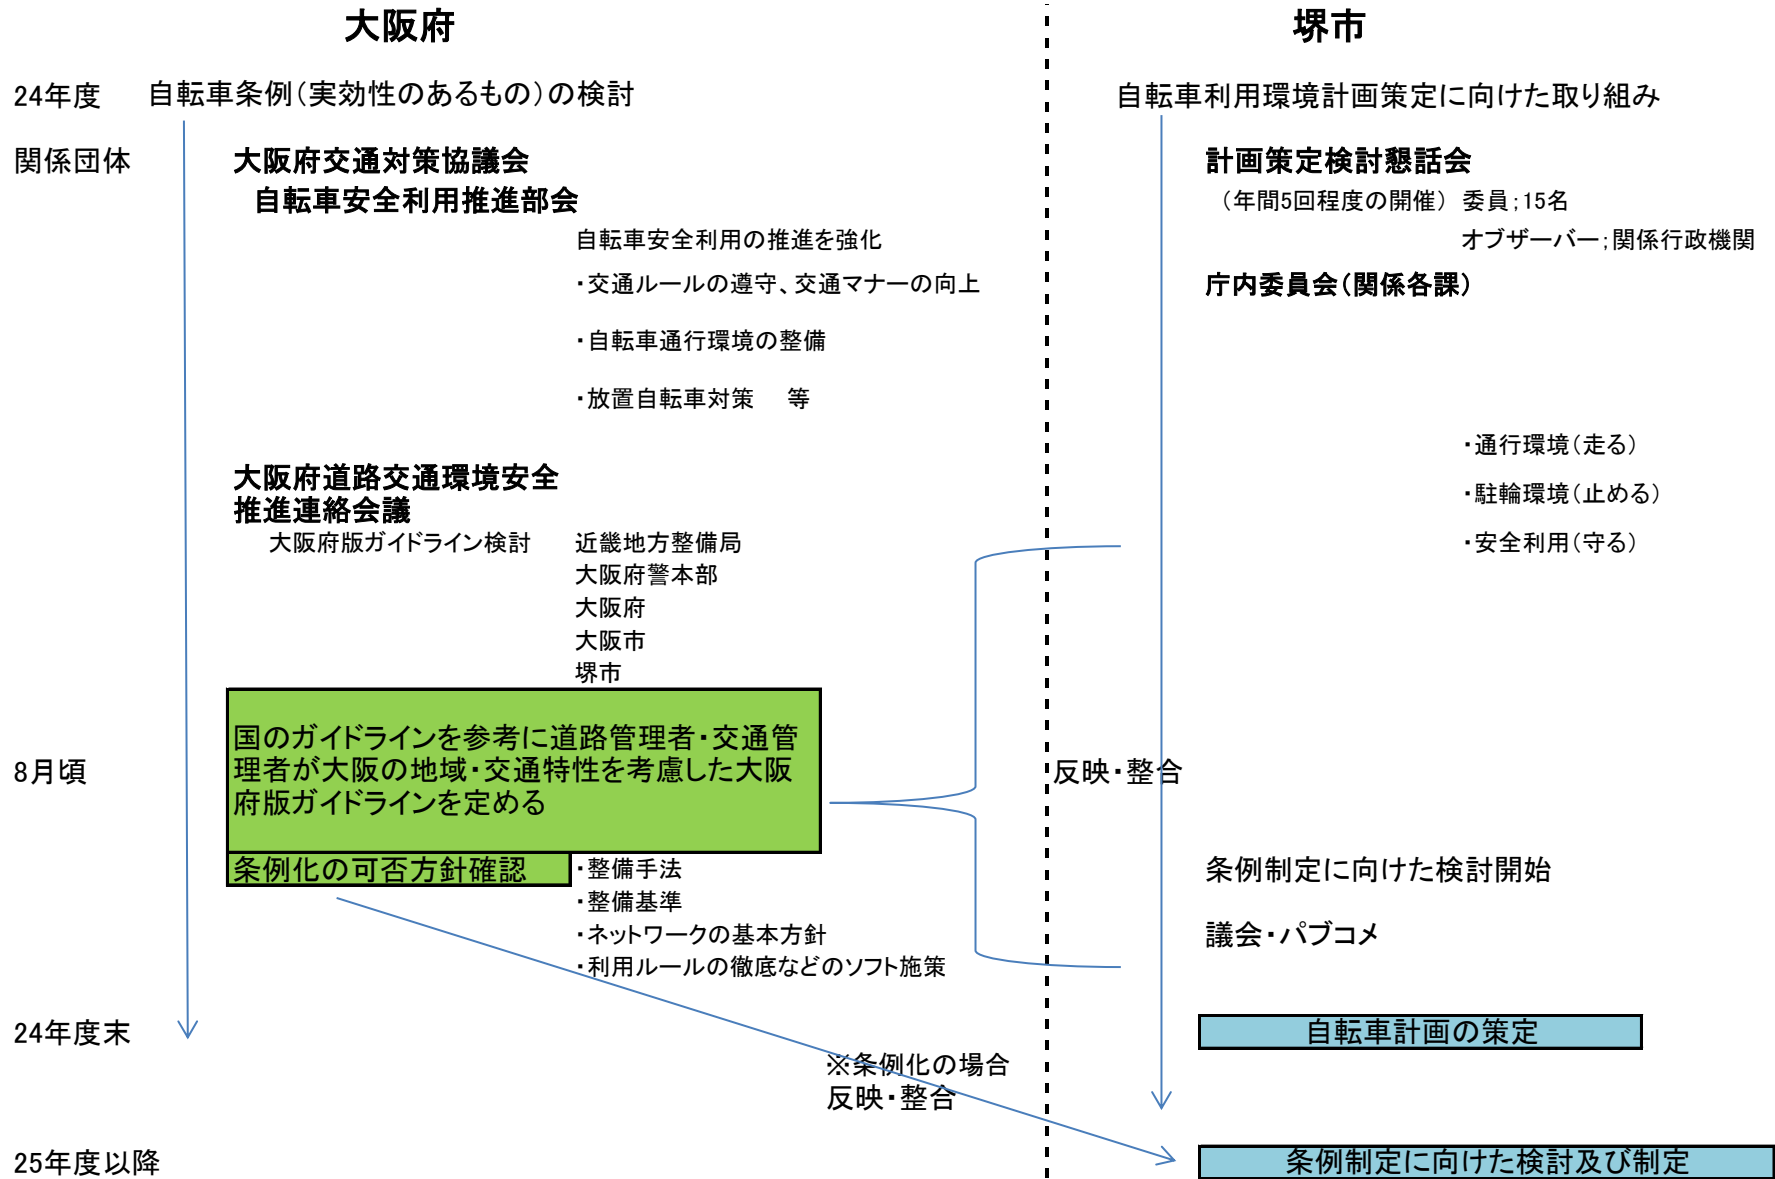 大阪府
堺市
24年度
自転車条例（実効性のあるもの）の検討
自転車利用環境計画策定に向けた取り組み
関係団体
大阪府交通対策協議会
自転車安全利用推進部会
自転車安全利用の推進を強化
・交通ルールの遵守、交通マナーの向上
・自転車通行環境の整備
・放置自転車対策　等
計画策定検討懇話会
（年間5回程度の開催） 委員；15名
オブザーバー；関係行政機関
庁内委員会（関係各課）
・通行環境（走る）
・駐輪環境（止める）
・安全利用（守る）
大阪府道路交通環境安全
推進連絡会議
大阪府版ガイドライン検討
近畿地方整備局
大阪府警本部
大阪府
大阪市
堺市
8月頃
国のガイドラインを参考に道路管理者・交通管
理者が大阪の地域・交通特性を考慮した大阪
府版ガイドラインを定める
反映・整合
条例化の可否方針確認
・整備手法
・整備基準
・ネットワークの基本方針
・利用ルールの徹底などのソフト施策
条例制定に向けた検討開始
議会・パブコメ
24年度末
自転車計画の策定
※条例化の場合
反映・整合
25年度以降
条例制定に向けた検討及び制定